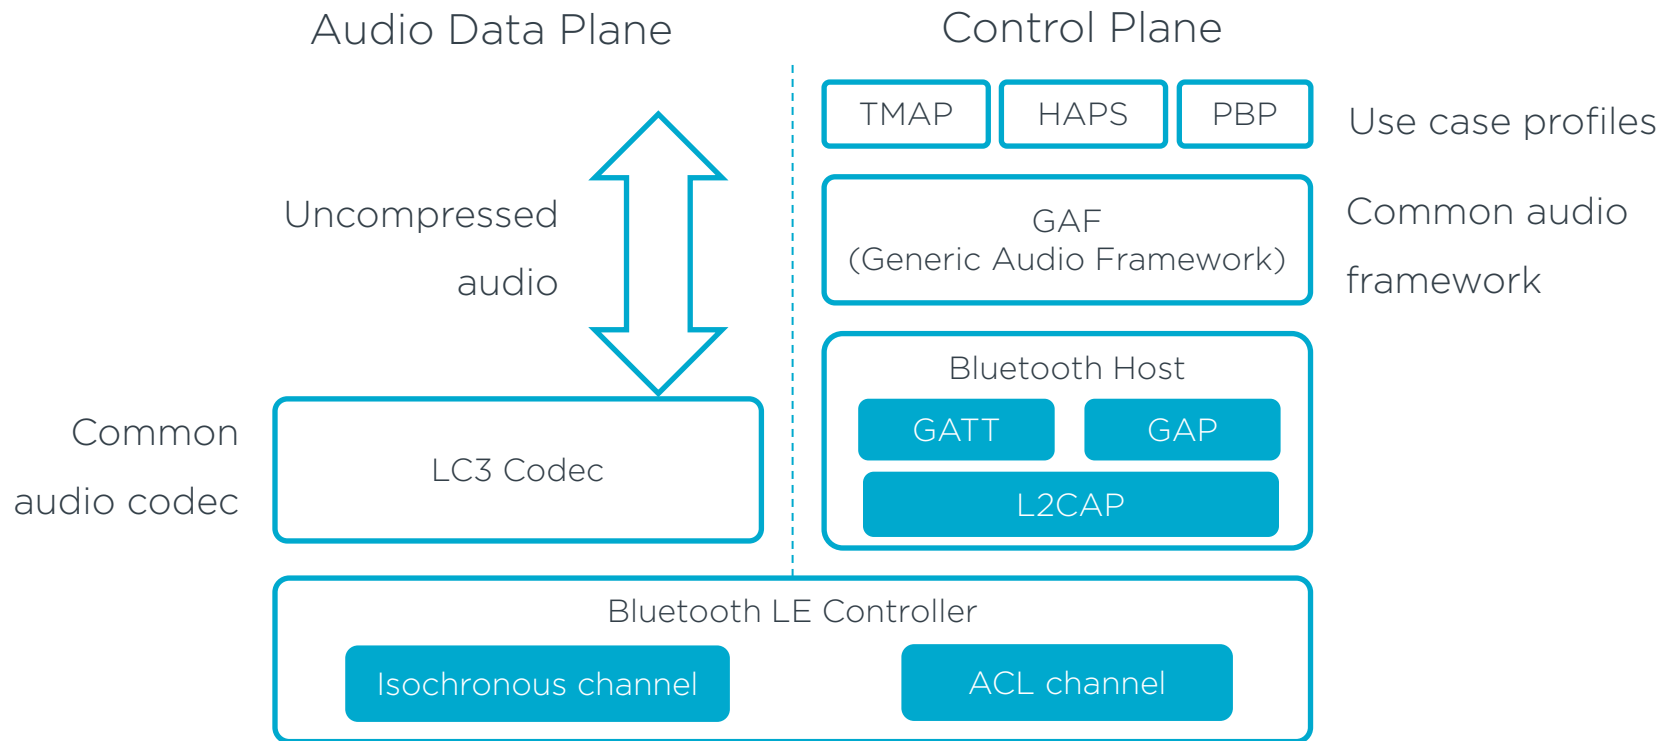 Audio Data Plane
Control Plane
TMAP
HAPS
PBP
Use case profiles
Uncompressed
audio
GAF
(Generic Audio Framework)
Common audio
framework
Bluetooth Host
GATT
GAP
L2CAP
Common
audio codec
LC3 Codec
Bluetooth LE Controller
Isochronous channel
ACL channel